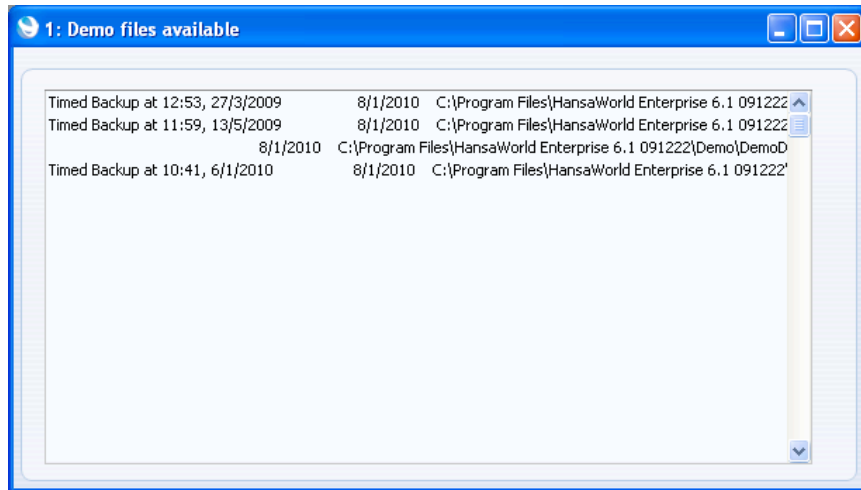 1: Demo files available
Timed Backup at 12:53, 27/3/2009 8/1/2010 C:\Program Files\HansaWorld Enterprise 6.1 091222
Timed Backup at 11:59, 13/5/2009 8/1/2010 C:\Program Files\HansaWorld Enterprise 6.1 091222
8/1/2010 C:\Program Files\HansaWorld Enterprise 6.1 091222\Demo\DemoD
Timed Backup at 10:41, 6/1/2010 8/1/2010 C:\Program Files\HansaWorld Enterprise 6.1 091222\